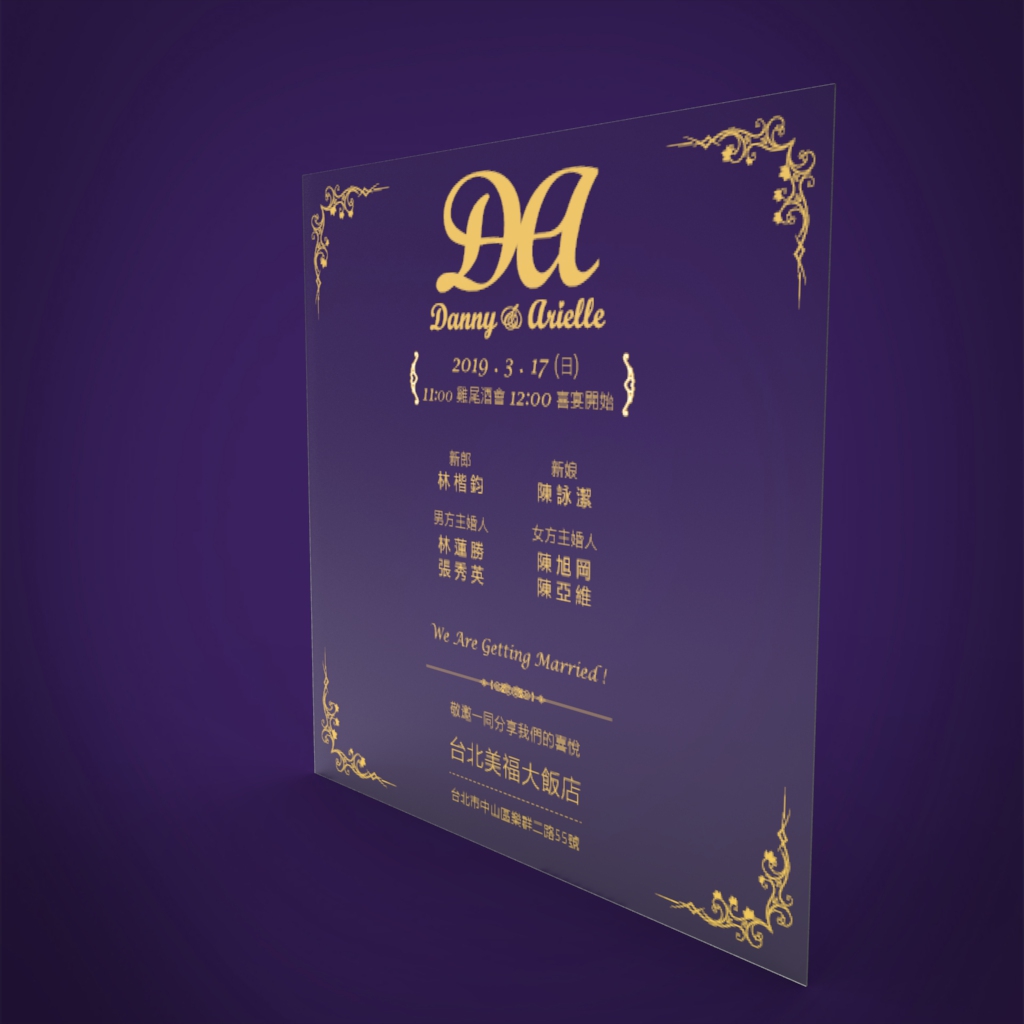 DA
Danny & Arielle
2019 . 3 . 17 (日)
11:00 雞尾酒會 12:00 喜宴開始
新郎
林楷鈞
新娘
陳詠潔
男方主婚人
林蓮勝
張秀英
女方主婚人
陳旭岡
陳亞維
We Are Getting Married !
敬邀一同分享我們的喜悅
台北美福大飯店
台北市中山區樂群二路55號